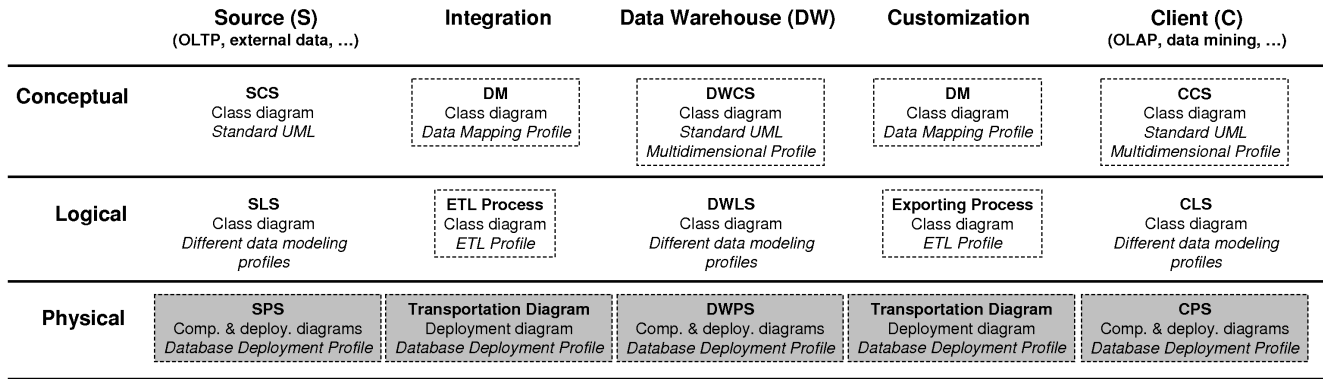 Source (S)
(OLTP, external data, …)
Integration
Data Warehouse (DW)
Customization
Client (C)
(OLAP, data mining, …)
Conceptual
SCS
Class diagram
Standard UML
DM
Class diagram
Data Mapping Profile
DWCS
Class diagram
Standard UML
Multidimensional Profile
DM
Class diagram
Data Mapping Profile
CCS
Class diagram
Standard UML
Multidimensional Profile
Logical
SLS
Class diagram
Different data modeling
profiles
ETL Process
Class diagram
ETL Profile
DWLS
Class diagram
Different data modeling
profiles
Exporting Process
Class diagram
ETL Profile
CLS
Class diagram
Different data modeling
profiles
Physical
SPS
Comp. & deploy. diagrams
Database Deployment Profile
Transportation Diagram
Deployment diagram
Database Deployment Profile
DWPS
Comp. & deploy. diagrams
Database Deployment Profile
Transportation Diagram
Deployment diagram
Database Deployment Profile
CPS
Comp. & deploy. diagrams
Database Deployment Profile